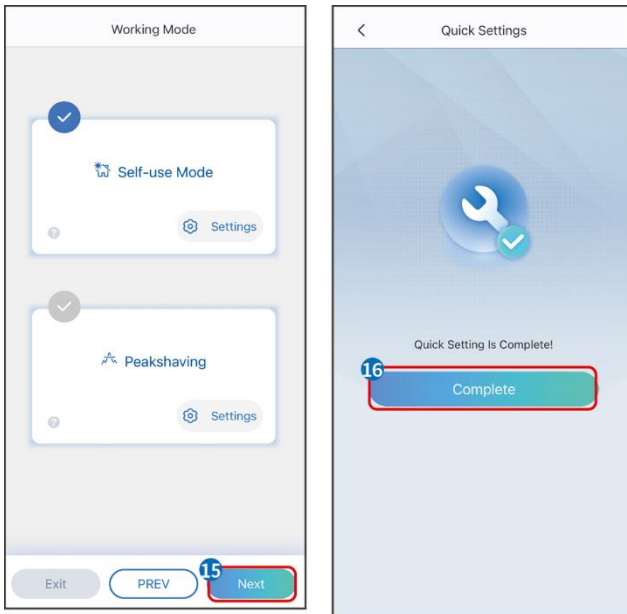 Working Mode
Self-use Mode
?
Settings
Peakshaving
?
Settings
Exit
PREV
15
Next
Quick Settings
Quick Setting Is Complete!
16
Complete